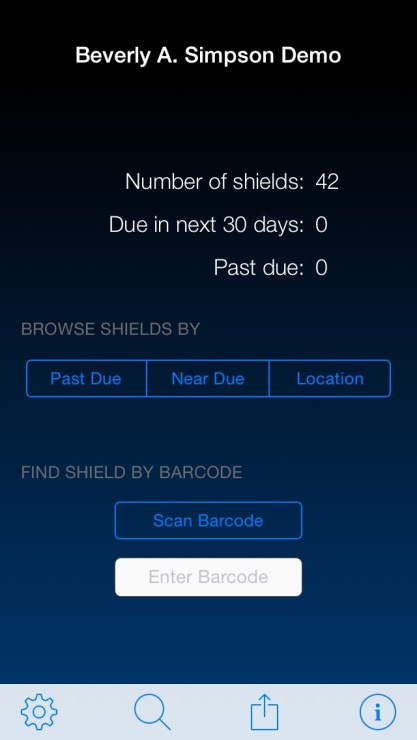 Beverly A. Simpson Demo
Number of shields: 42
Due in next 30 days: 0
Past due: 0
BROWSE SHIELDS BY
Past Due Near Due Location
FIND SHIELD BY BARCODE
Scan Barcode
Enter Barcode